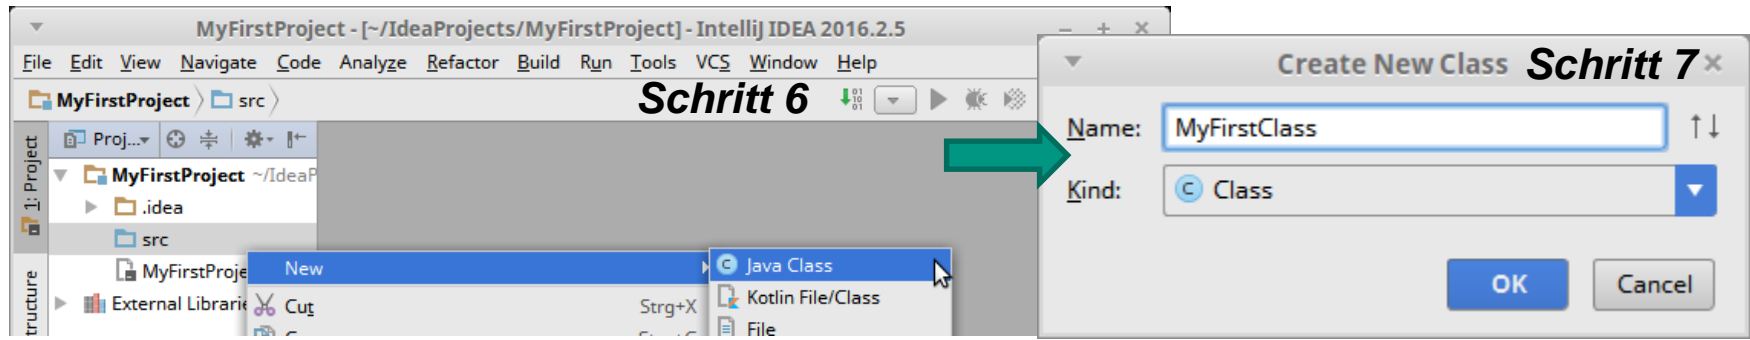 MyFirstProject - [~/IdeaProjects/MyFirstProject] - IntelliJ IDEA 2016.2.5
File Edit View Navigate Code Analyze Refactor Build Run Tools VCS Window Help
MyFirstProject src
Schritt 6
1: Project
Proj...
MyFirstProject ~/IdeaP
.idea
src
MyFirstProje
External Librarie
New
Cut Strg+X
Java Class
Kotlin File/Class
File
Create New Class Schritt 7
Name: MyFirstClass
Kind: Class
OK Cancel